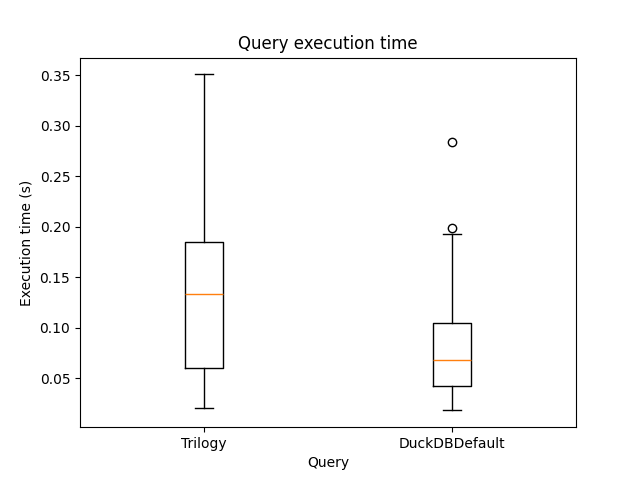 Query execution time
Execution time (s)
0.35
0.30
0.25
0.20
0.15
0.10
0.05
Trilogy
DuckDBDefault
Query